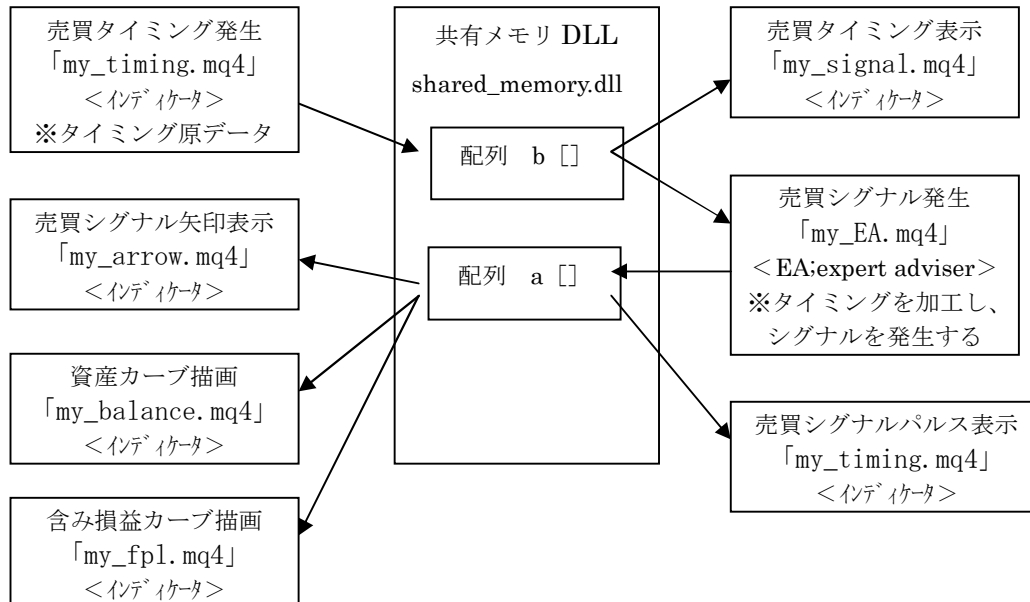 売買タイミング発生
「my_timing.mq4」
<インディケータ>
※タイミング原データ
売買シグナル矢印表示
「my_arrow.mq4」
<インディケータ>
資産カーブ描画
「my_balance.mq4」
<インディケータ>
含み損益カーブ描画
「my_fpl.mq4」
<インディケータ>
共有メモリ DLL
shared_memory.dll
配列 b []
配列 a []
売買タイミング表示
「my_signal.mq4」
<インディケータ>
売買シグナル発生
「my_EA.mq4」
<EA;expert adviser>
※タイミングを加工し、
シグナルを発生する
売買シグナルパルス表示
「my_timing.mq4」
<インディケータ>